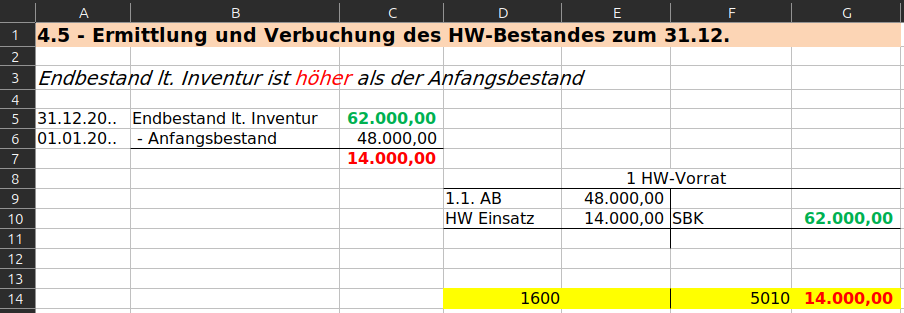 A B C D E F G
1 4.5 - Ermittlung und Verbuchung des HW-Bestandes zum 31.12.
2
3 Endbestand lt. Inventur ist höher als der Anfangsbestand
4
5 31.12.20.. Endbestand lt. Inventur 62.000,00
6 01.01.20.. - Anfangsbestand 48.000,00
7 14.000,00
8 1 HW-Vorrat
9 1.1. AB 48.000,00
10 HW Einsatz 14.000,00 SBK 62.000,00
11
12
13
14 1600 5010 14.000,00